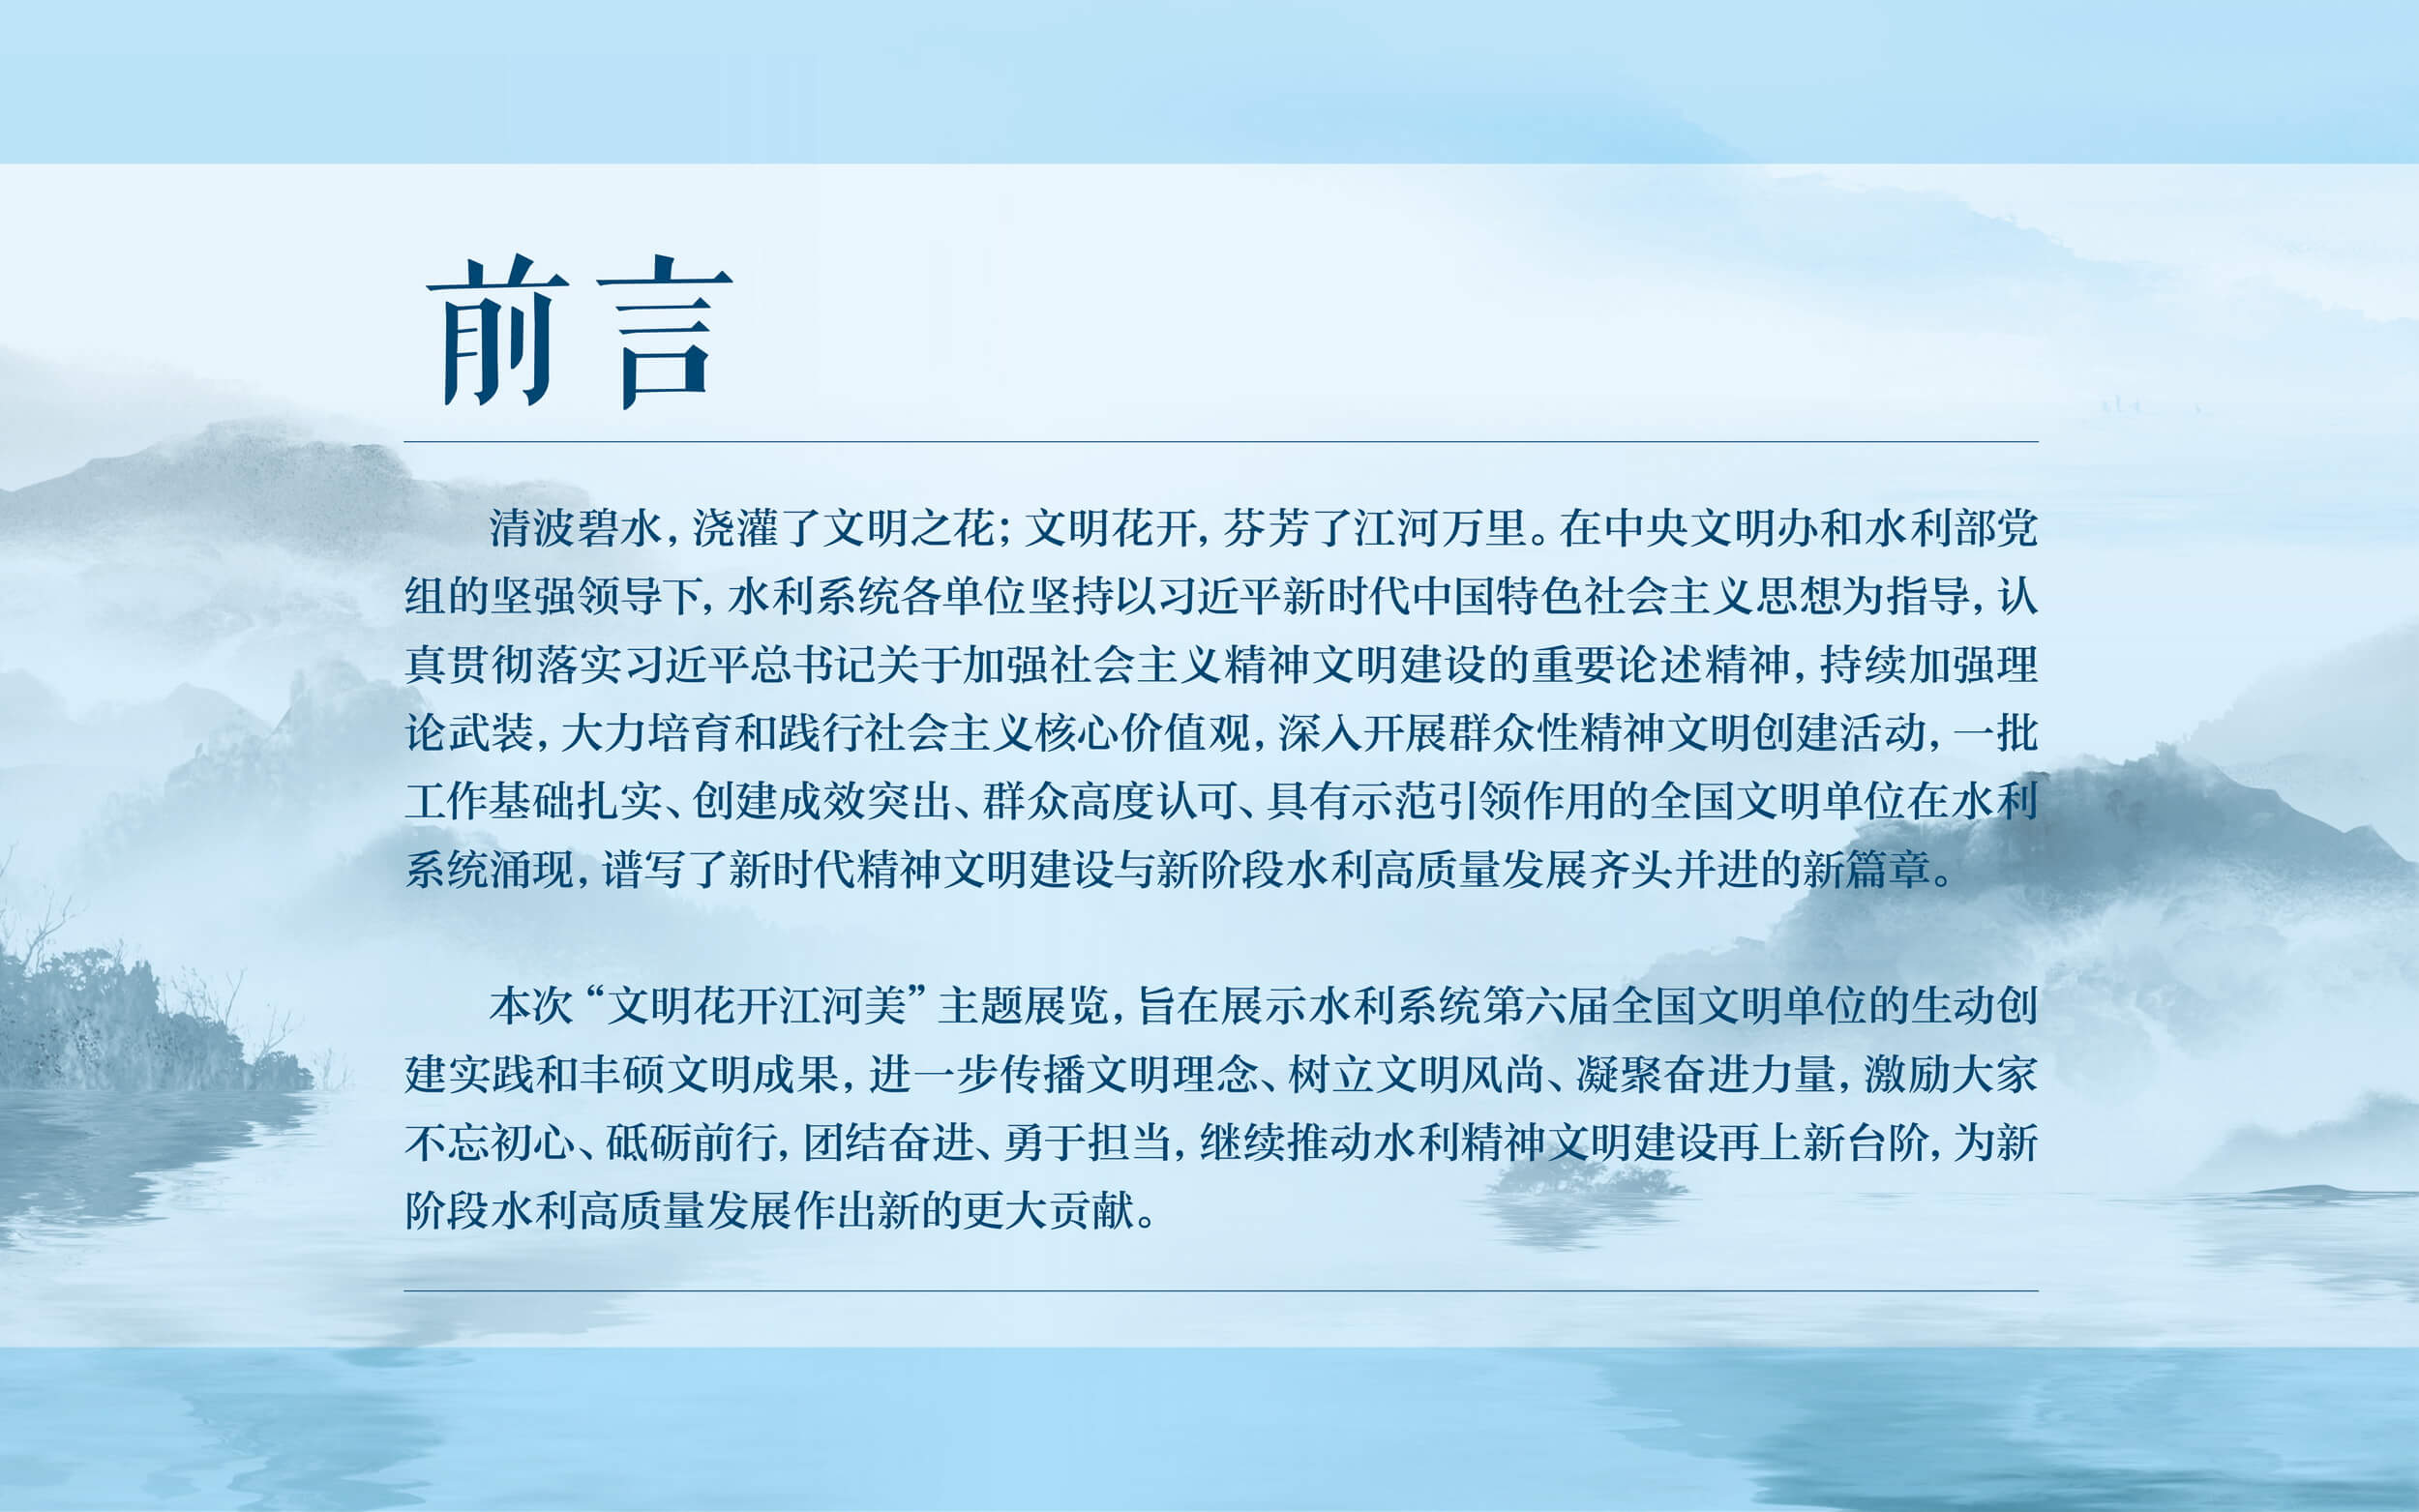 前言
清波碧水，浇灌了文明之花；文明花开，芬芳了江河万里。在中央文明办和水利部党
组的坚强领导下，水利系统各单位坚持以习近平新时代中国特色社会主义思想为指导，认
真贯彻落实习近平总书记关于加强社会主义精神文明建设的重要论述精神，持续加强理
论武装，大力培育和践行社会主义核心价值观，深入开展群众性精神文明创建活动，一批
工作基础扎实、创建成效突出、群众高度认可、具有示范引领作用的全国文明单位在水利
系统涌现，谱写了新时代精神文明建设与新阶段水利高质量发展齐头并进的新篇章。
本次“文明花开江河美”主题展览，旨在展示水利系统第六届全国文明单位的生动创
建实践和丰硕文明成果，进一步传播文明理念、树立文明风尚、凝聚奋进力量，激励大家
不忘初心、砥砺前行，团结奋进、勇于担当，继续推动水利精神文明建设再上新台阶，为新
阶段水利高质量发展作出新的更大贡献。